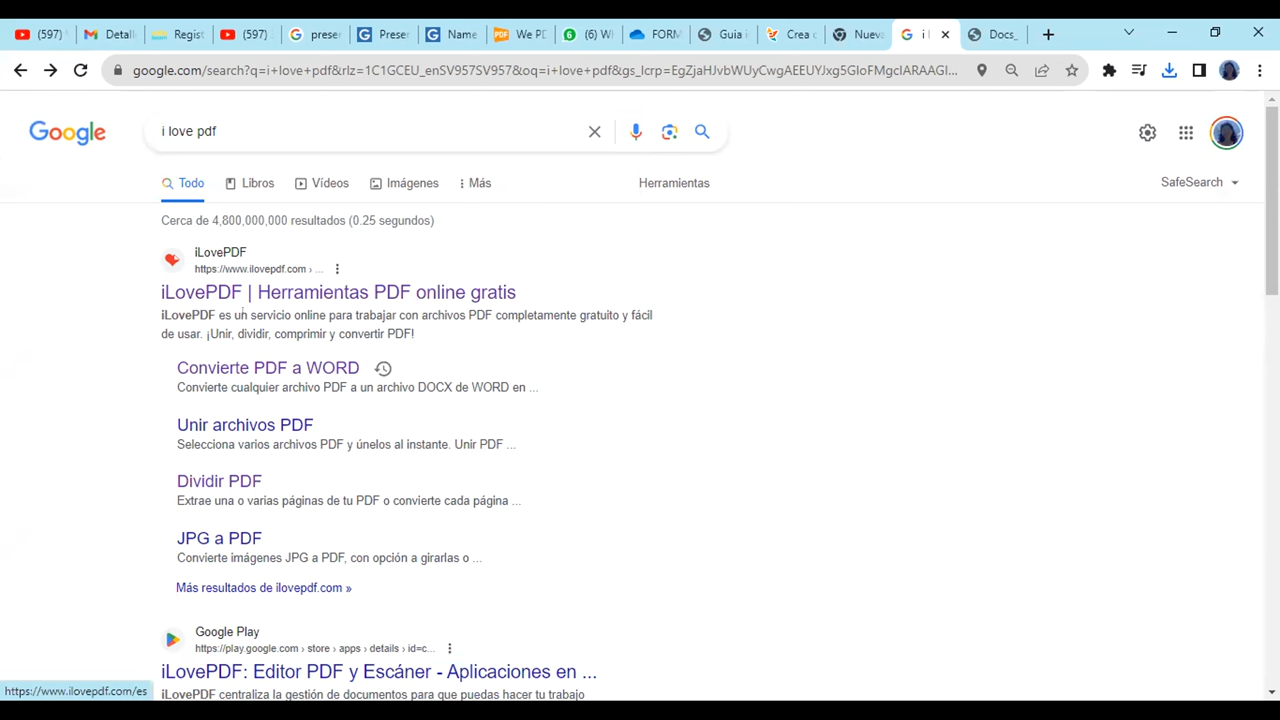 (597)
Detall
Regist
(597)
preser
Preser
Name
We PD
(6) Wh
FORM
Guia i
Crea c
Nueva
i l
Docs_
google.com/search?q=i+love+pdf&rlz=1C1GCEU_enSV957SV957&oq=i+love+pdf&gs_lcrp=EgZjaHJvbWUyCwgAEEUYJxg5GIoFMgcIARAAGI...
Google
i love pdf
Todo
Libros
Vídeos
Imágenes
Más
Herramientas
SafeSearch
Cerca de 4,800,000,000 resultados (0.25 segundos)
iLovePDF
https://www.ilovepdf.com › ...
iLovePDF | Herramientas PDF online gratis
iLovePDF es un servicio online para trabajar con archivos PDF completamente gratuito y fácil
de usar. ¡Unir, dividir, comprimir y convertir PDF!
Convierte PDF a WORD
Convierte cualquier archivo PDF a un archivo DOCX de WORD en ...
Unir archivos PDF
Selecciona varios archivos PDF y únelos al instante. Unir PDF ...
Dividir PDF
Extrae una o varias páginas de tu PDF o convierte cada página ...
JPG a PDF
Convierte imágenes JPG a PDF, con opción a girarlas o ...
Más resultados de ilovepdf.com »
Google Play
https://play.google.com › store › apps › details › id=c...
iLovePDF: Editor PDF y Escáner - Aplicaciones en ...
iLovePDF centraliza la gestión de documentos para que puedas hacer tu trabajo
https://www.ilovepdf.com/es